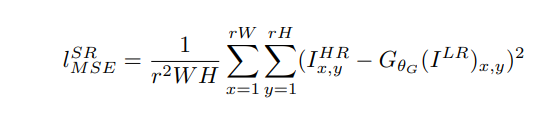 l^{SR}_{MSE} = \frac{1}{r^2WH} \sum_{x=1}^{rW} \sum_{y=1}^{rH} (I^{HR}_{x,y} - G_{\theta_G}(I^{LR})_{x,y})^2